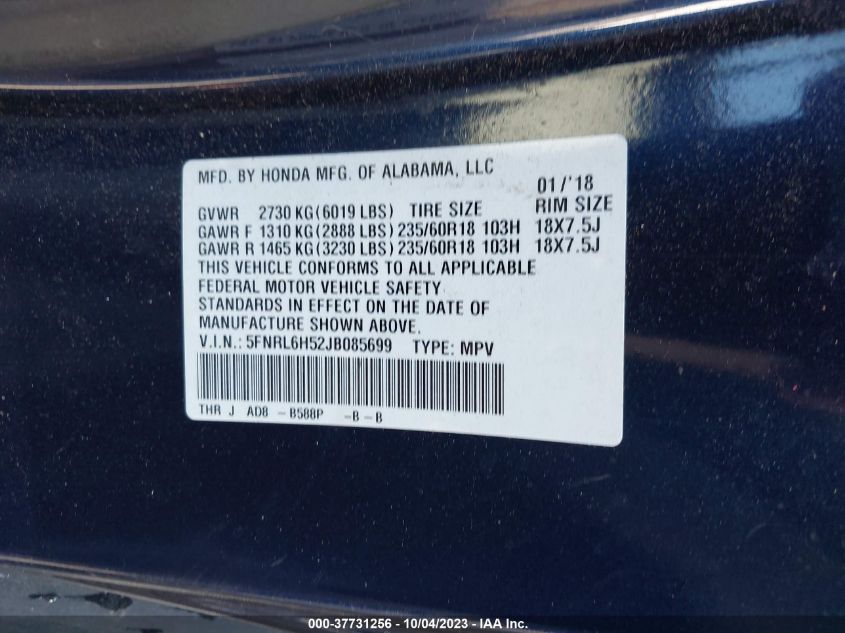 MFD. BY HONDA MFG. OF ALABAMA, LLC
01/'18
GVWR 2730 KG(6019 LBS) TIRE SIZE RIM SIZE
GAWR F 1310 KG(2888 LBS) 235/60R18 103H 18X7.5J
GAWR R 1465 KG(3230 LBS) 235/60R18 103H 18X7.5J
THIS VEHICLE CONFORMS TO ALL APPLICABLE
FEDERAL MOTOR VEHICLE SAFETY
STANDARDS IN EFFECT ON THE DATE OF
MANUFACTURE SHOWN ABOVE.
V.I.N.: 5FNRL6H52JB085699 TYPE: MPV
THR J AD8 -B588P -B-B
000-37731256 - 10/04/2023 - IAA Inc.